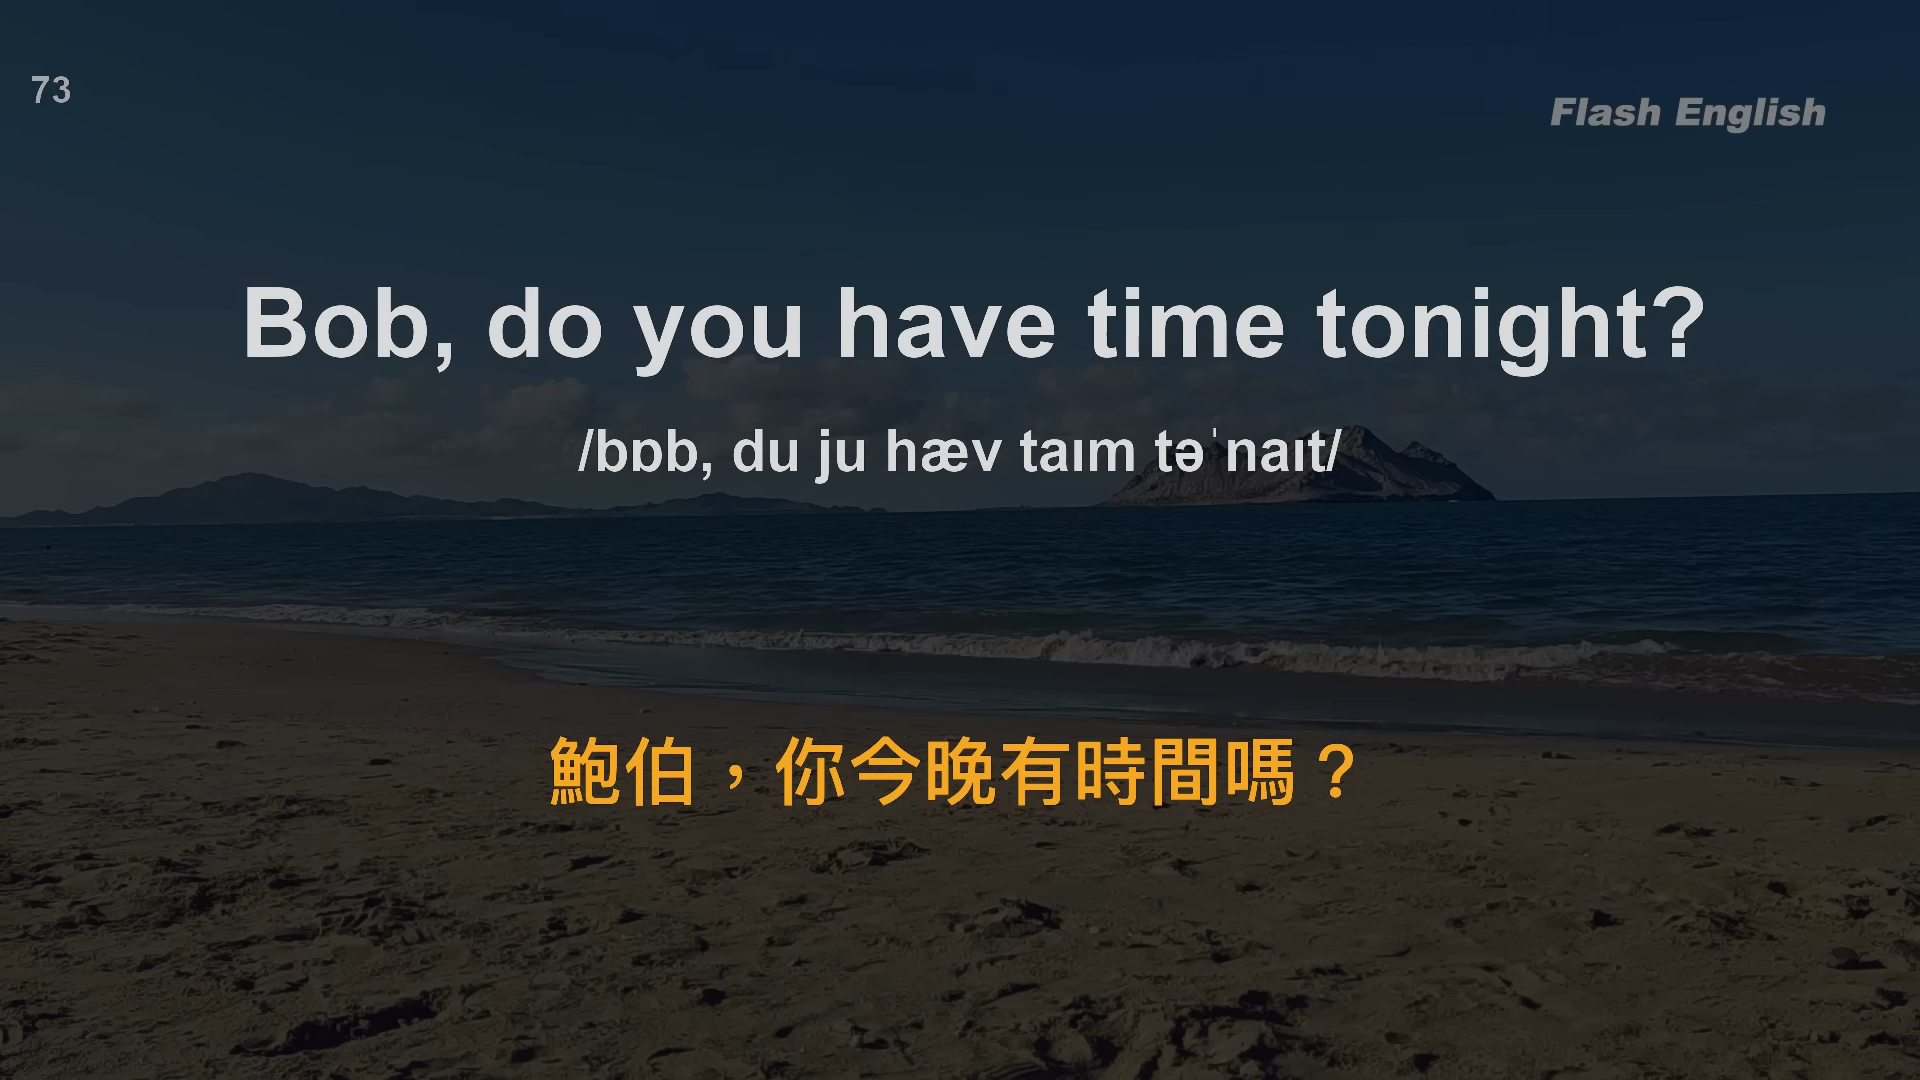 73
Flash English
Bob, do you have time tonight?
/bɒb, du ju hæv taɪm təˈnaɪt/
鮑伯，你今晚有時間嗎？